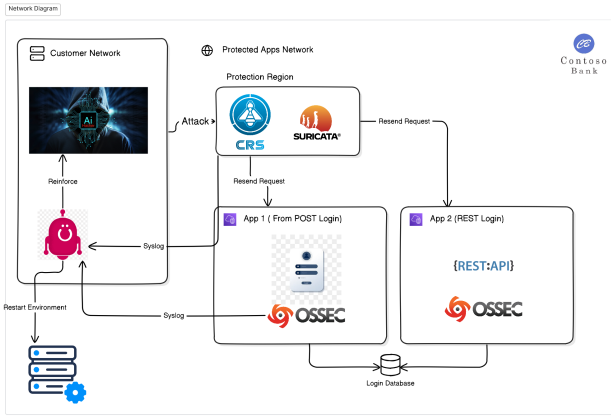 Network Diagram
CB
Contoso
Bank
Customer Network
Protected Apps Network
Protection Region
Ai
Attack
CRS
SURICATA®
Resend Request
Reinforce
Resend Request
App 1 ( From POST Login)
App 2 (REST Login)
Syslog
{REST:API}
Restart Environment
Syslog
OSSEC
OSSEC
Login Database